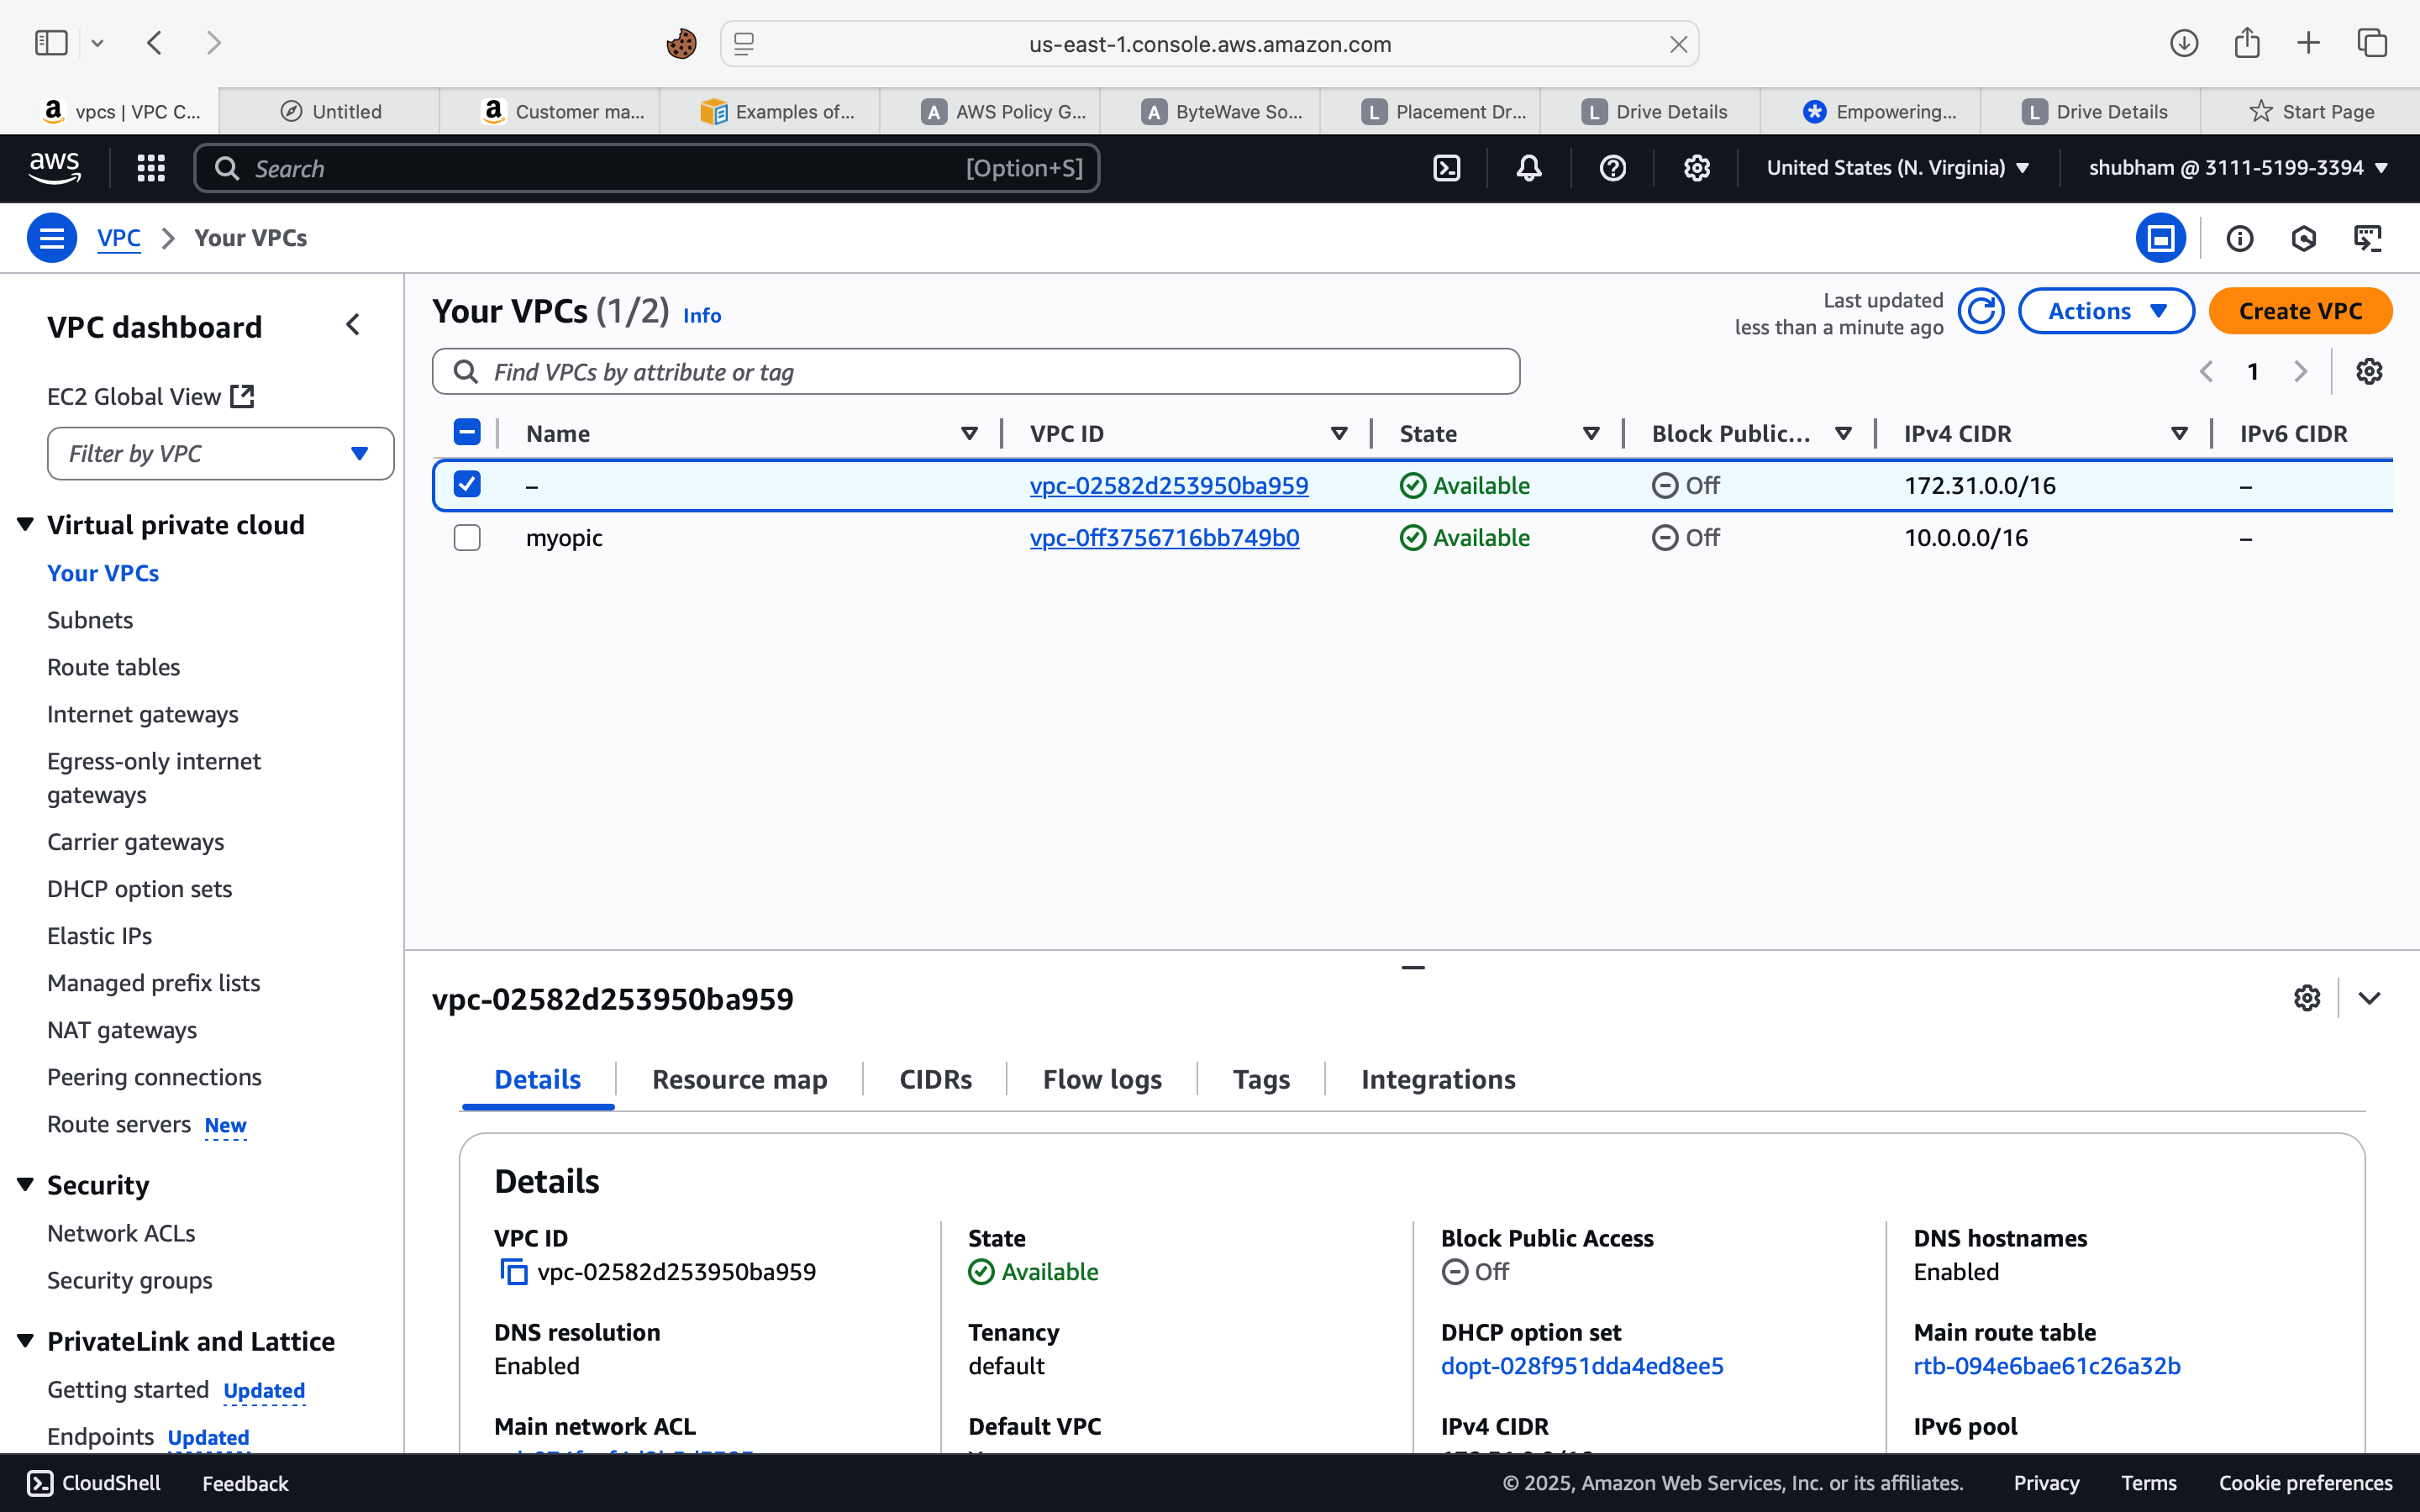 us-east-1.console.aws.amazon.com
vpcs | VPC C...
Untitled
Customer ma...
Examples of...
AWS Policy G...
ByteWave So...
Placement Dr...
Drive Details
Empowering...
Drive Details
Start Page
aws
Search
[Option+S]
United States (N. Virginia)
shubham @ 3111-5199-3394
VPC
Your VPCs
VPC dashboard
EC2 Global View
Filter by VPC
Virtual private cloud
Your VPCs
Subnets
Route tables
Internet gateways
Egress-only internet
gateways
Carrier gateways
DHCP option sets
Elastic IPs
Managed prefix lists
NAT gateways
Peering connections
Route servers New
Security
Network ACLs
Security groups
PrivateLink and Lattice
Getting started Updated
Endpoints Updated
Your VPCs (1/2) Info
Last updated
less than a minute ago
Actions
Create VPC
Find VPCs by attribute or tag
1
Name VPC ID State Block Public... IPv4 CIDR IPv6 CIDR
– vpc-02582d253950ba959 Available Off 172.31.0.0/16 –
myopic vpc-0ff3756716bb749b0 Available Off 10.0.0.0/16 –
vpc-02582d253950ba959
Details Resource map CIDRs Flow logs Tags Integrations
Details
VPC ID
vpc-02582d253950ba959
State
Available
Block Public Access
Off
DNS hostnames
Enabled
DNS resolution
Enabled
Tenancy
default
DHCP option set
dopt-028f951dda4ed8ee5
Main route table
rtb-094e6bae61c26a32b
Main network ACL
Default VPC
IPv4 CIDR
IPv6 pool
CloudShell
Feedback
© 2025, Amazon Web Services, Inc. or its affiliates.
Privacy
Terms
Cookie preferences